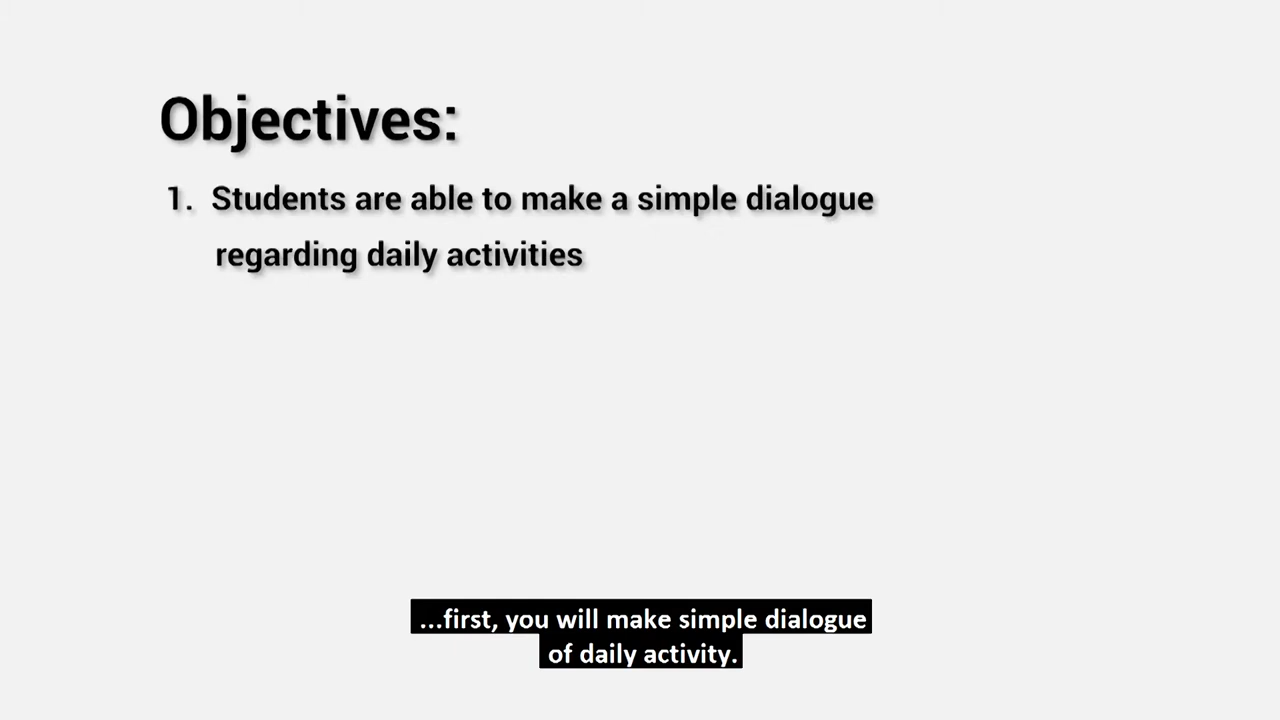 Objectives:
1. Students are able to make a simple dialogue
regarding daily activities
...first, you will make simple dialogue
of daily activity.